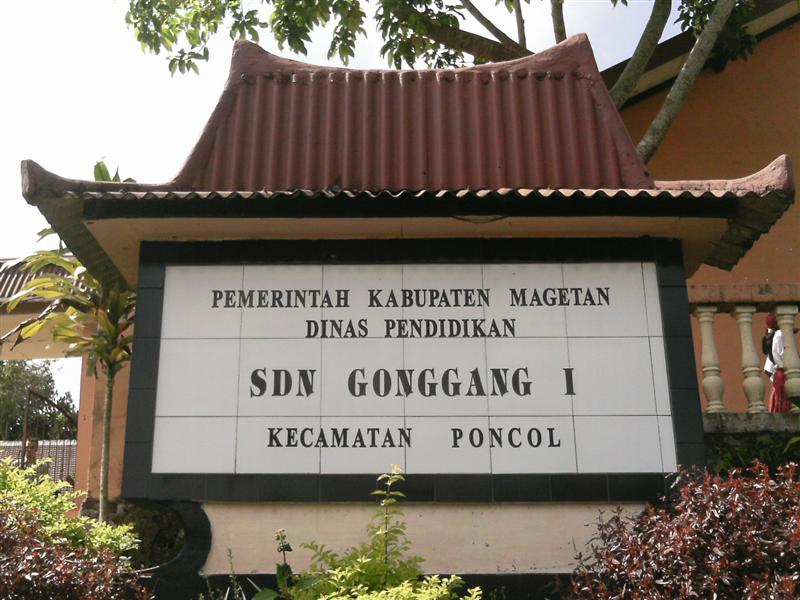 PEMERINTAH KABUPATEN MAGETAN
DINAS PENDIDIKAN
SDN GONGGANG I
KECAMATAN PONCOL